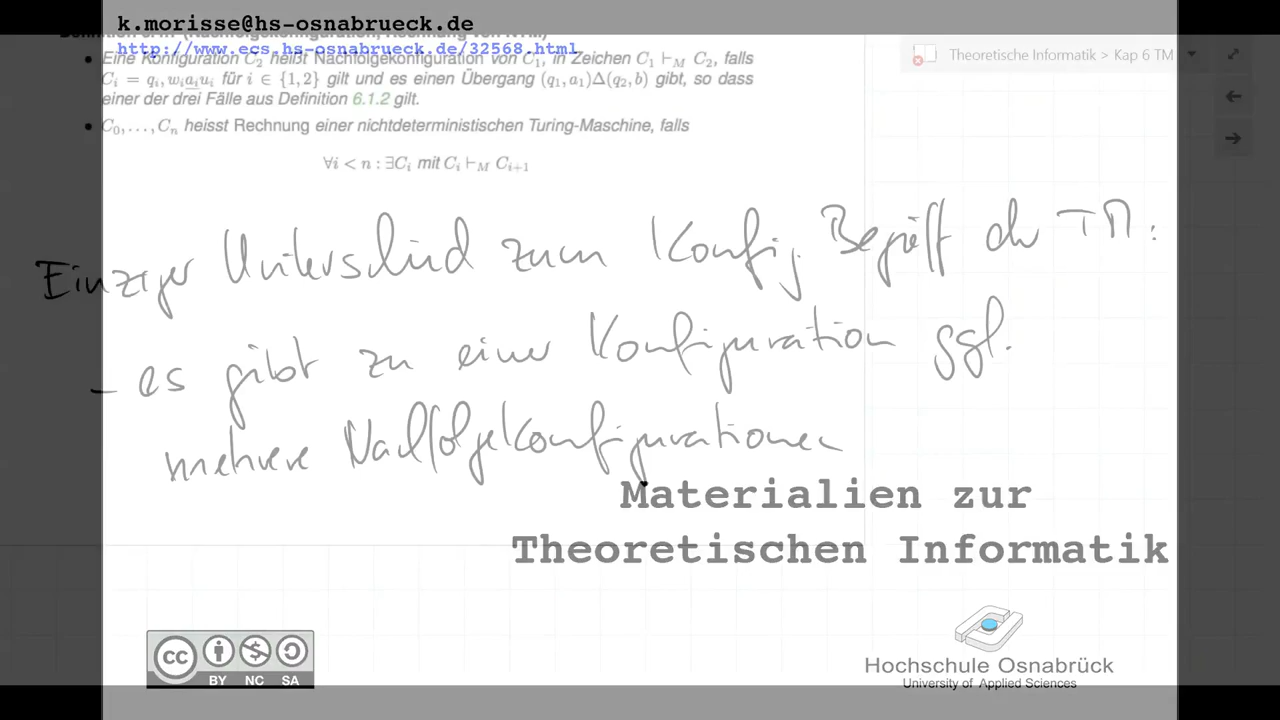 k.morisse@hs-osnabrueck.de
http://www.ecs.hs-osnabrueck.de/32568.html
• Eine Konfiguration C₂ heißt Nachfolgekonfiguration von C₁, in Zeichen C₁ ⊢M C₂, falls
Cᵢ = qᵢ, wᵢaᵢuᵢ für i ∈ {1, 2} gilt und es einen Übergang (q₁, a₁)Δ(q₂, b) gibt, so dass
einer der drei Fälle aus Definition 6.1.2 gilt.
• C₀, . . . , Cₙ heisst Rechnung einer nichtdeterministischen Turing-Maschine, falls
∀i < n : ∃Cᵢ mit Cᵢ ⊢M Cᵢ₊₁
Theoretische Informatik > Kap 6 TM
Einziger Unterschied zum Konfig. Begriff der TM:
- es gibt zu einer Konfiguration ggf.
mehrere Nachfolgekonfigurationen
Materialien zur
Theoretischen Informatik
CC BY NC SA
Hochschule Osnabrück
University of Applied Sciences